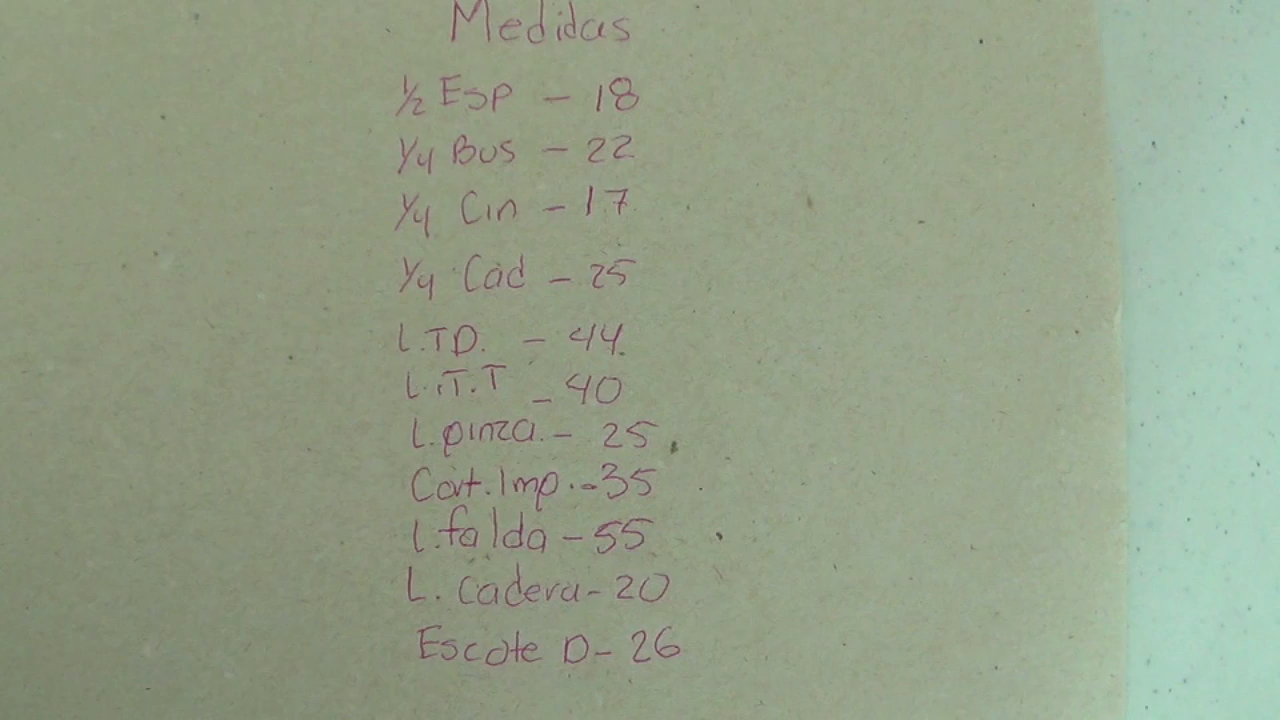 Medidas
1/2 Esp - 18
1/4 Bus - 22
1/4 Cin - 17
1/4 Cad - 25
L.TD. - 44
L.T.T - 40
L.pinza. - 25
Cort.Imp. - 35
L.falda - 55
L. cadera - 20
Escote D - 26